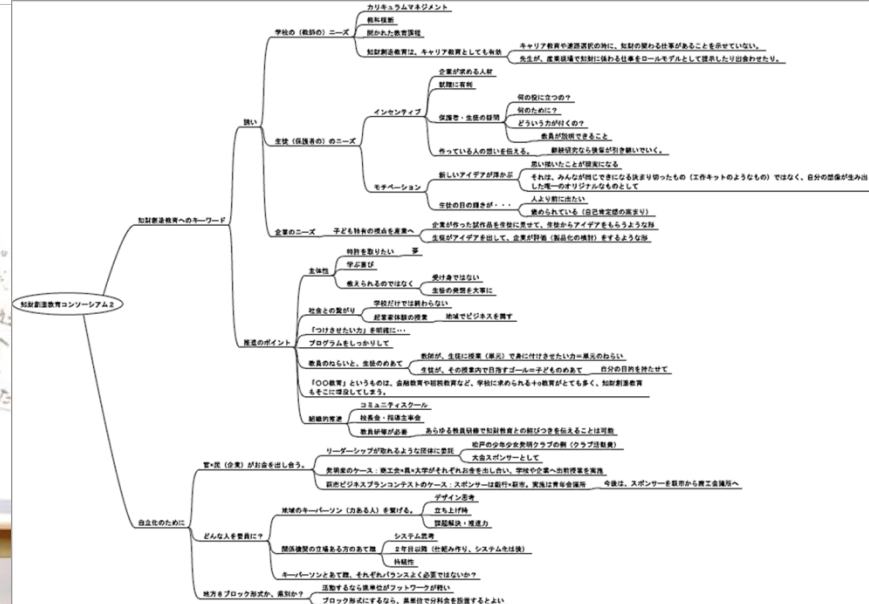 カリキュラムマネジメント
教科横断
学校の（教師の）ニーズ
開かれた教育課程
知財創造教育は、キャリア教育としても有効
キャリア教育や進路選択の時に、知財の関わる仕事があることを示せていない。
先生が、産業現場で知財に係わる仕事をロールモデルとして提示したり出会わせたり。
誘い
企業が求める人材
就職に有利
インセンティブ
何の役に立つの？
何のために？
保護者・生徒の疑問
どういう力が付くの？
教員が説明できること
生徒（保護者の）のニーズ
作っている人の想いを伝える。
継続研究なら後輩が引き継いでいく。
思い描いたことが現実になる
新しいアイデアが浮かぶ
それは、みんなが同じできになる決まり切ったもの（工作キットのようなもの）ではなく、自分の想像が生み出
した唯一のオリジナルなものとして
モチベーション
人より前に出たい
生徒の目の輝きが・・・
褒められている（自己肯定感の高まり）
知財創造教育へのキーワード
企業のニーズ
子ども特有の視点を産業へ
企業が作った試作品を生徒に見せて、生徒からアイデアをもらうような形
生徒がアイデアを出して、企業が評価（製品化の検討）をするような形
特許を取りたい
夢
主体性
学ぶ喜び
教えられるのではなく
受け身ではない
生徒の発想を大事に
知財創造教育コンソーシアム２
社会との繋がり
学校だけでは終わらない
起業家体験の授業
地域でビジネスを興す
「つけさせたい力」を明確に・・・
推進のポイント
プログラムをしっかりして
教員のねらいと、生徒のめあて
教師が、生徒に授業（単元）で身に付けさせたい力＝単元のねらい
生徒が、その授業内で目指すゴール＝子どものめあて
自分の目的を持たせて
「〇〇教育」というものは、金融教育や租税教育など、学校に求められる＋α教育がとても多く、知財創造教育
もそこに埋没してしまう。
コミュニティスクール
組織的推進
校長会・指導主事会
教員研修が必要
あらゆる教員研修で知財教育との結びつきを伝えることは可能
官×民（企業）がお金を出し合う。
リーダーシップが取れるような団体に委託
松戸の少年少女発明クラブの例（クラブ活動費）
大会スポンサーとして
発明家のケース：商工会×県×大学がそれぞれお金を出し合い、学校や企業へ出前授業を実施
萩市ビジネスプランコンテストのケース：スポンサーは銀行×萩市。実施は青年会議所
今後は、スポンサーを萩市から商工会議所へ
自立化のために
デザイン思考
地域のキーパーソン（力ある人）を繋げる。
立ち上げ時
課題解決・推進力
どんな人を委員に？
システム思考
関係機関の立場ある方のあて職
２年目以降（仕組み作り、システム化は後）
持続性
キーパーソンとあて職、それぞれバランスよく必要ではないか？
地方８ブロック形式か、県別か？
活動するなら県単位がフットワークが軽い
ブロック形式にするなら、県単位で分科会を設置するとよい